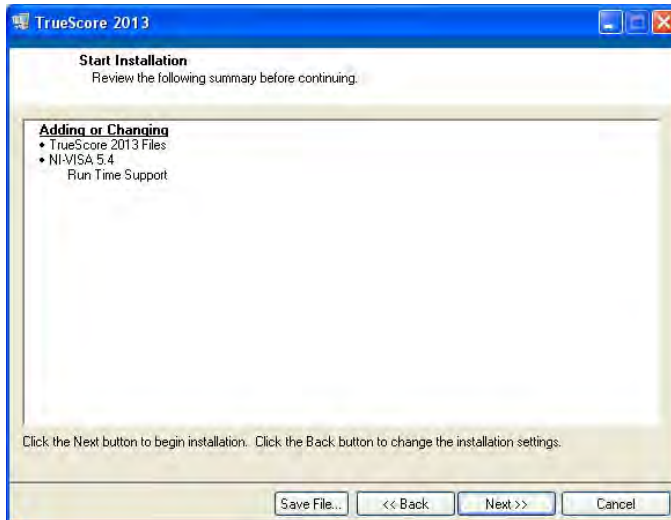 TrueScore 2013
Start Installation
Review the following summary before continuing.
Adding or Changing
• TrueScore 2013 Files
• NI-VISA 5.4
Run Time Support
Click the Next button to begin installation. Click the Back button to change the installation settings.
Save File... << Back Next >> Cancel